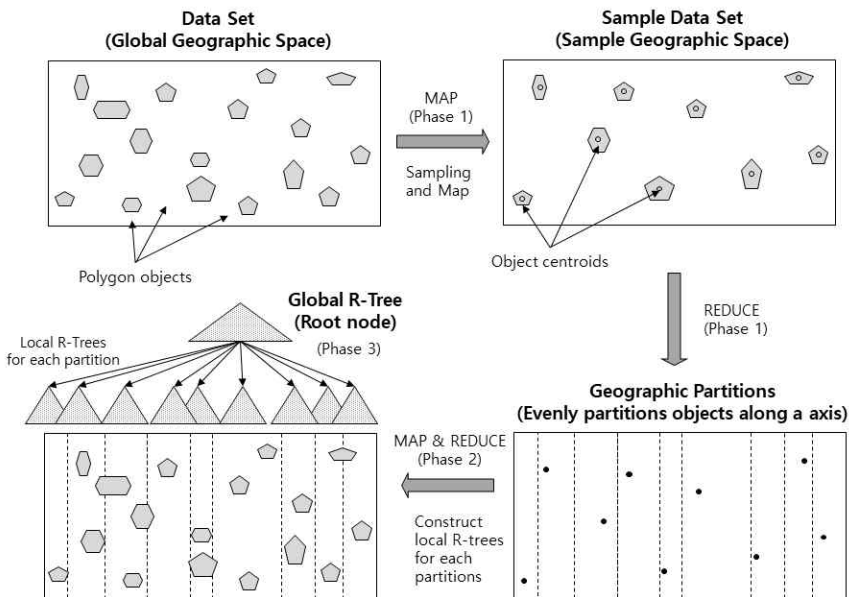 Data Set
(Global Geographic Space)
Sample Data Set
(Sample Geographic Space)
MAP
(Phase 1)
Sampling
and Map
Polygon objects
Object centroids
REDUCE
(Phase 1)
Global R-Tree
(Root node)
(Phase 3)
Local R-Trees
for each partition
Geographic Partitions
(Evenly partitions objects along a axis)
MAP & REDUCE
(Phase 2)
Construct
local R-trees
for each
partitions